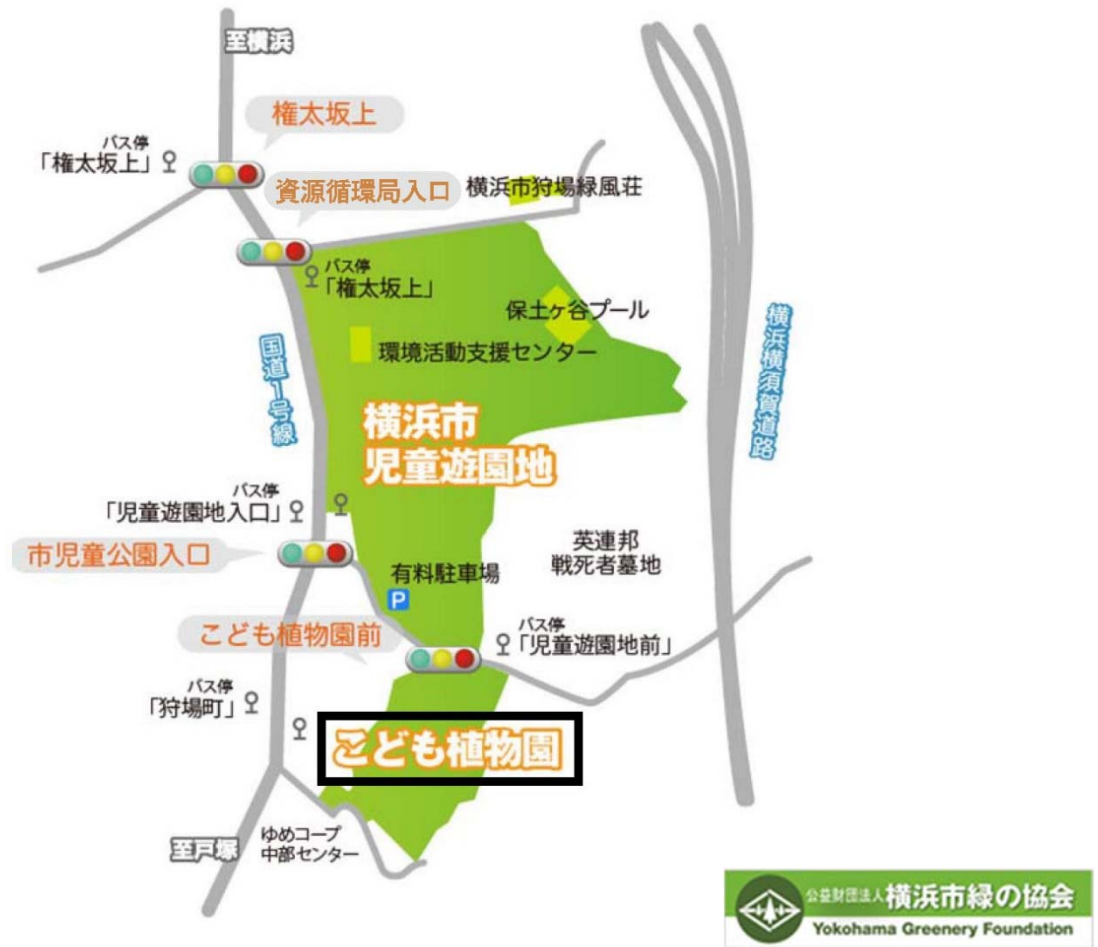 至横浜
権太坂上
バス停
「権太坂上」
資源循環局入口
横浜市狩場緑風荘
バス停
「権太坂上」
保土ヶ谷プール
環境活動支援センター
国道1号線
横浜横須賀道路
横浜市
児童遊園地
バス停
「児童遊園地入口」
市児童公園入口
英連邦
戦死者墓地
有料駐車場
P
こども植物園前
バス停
「児童遊園地前」
バス停
「狩場町」
こども植物園
ゆめコープ
中部センター
至戸塚
公益財団法人 横浜市緑の協会
Yokohama Greenery Foundation